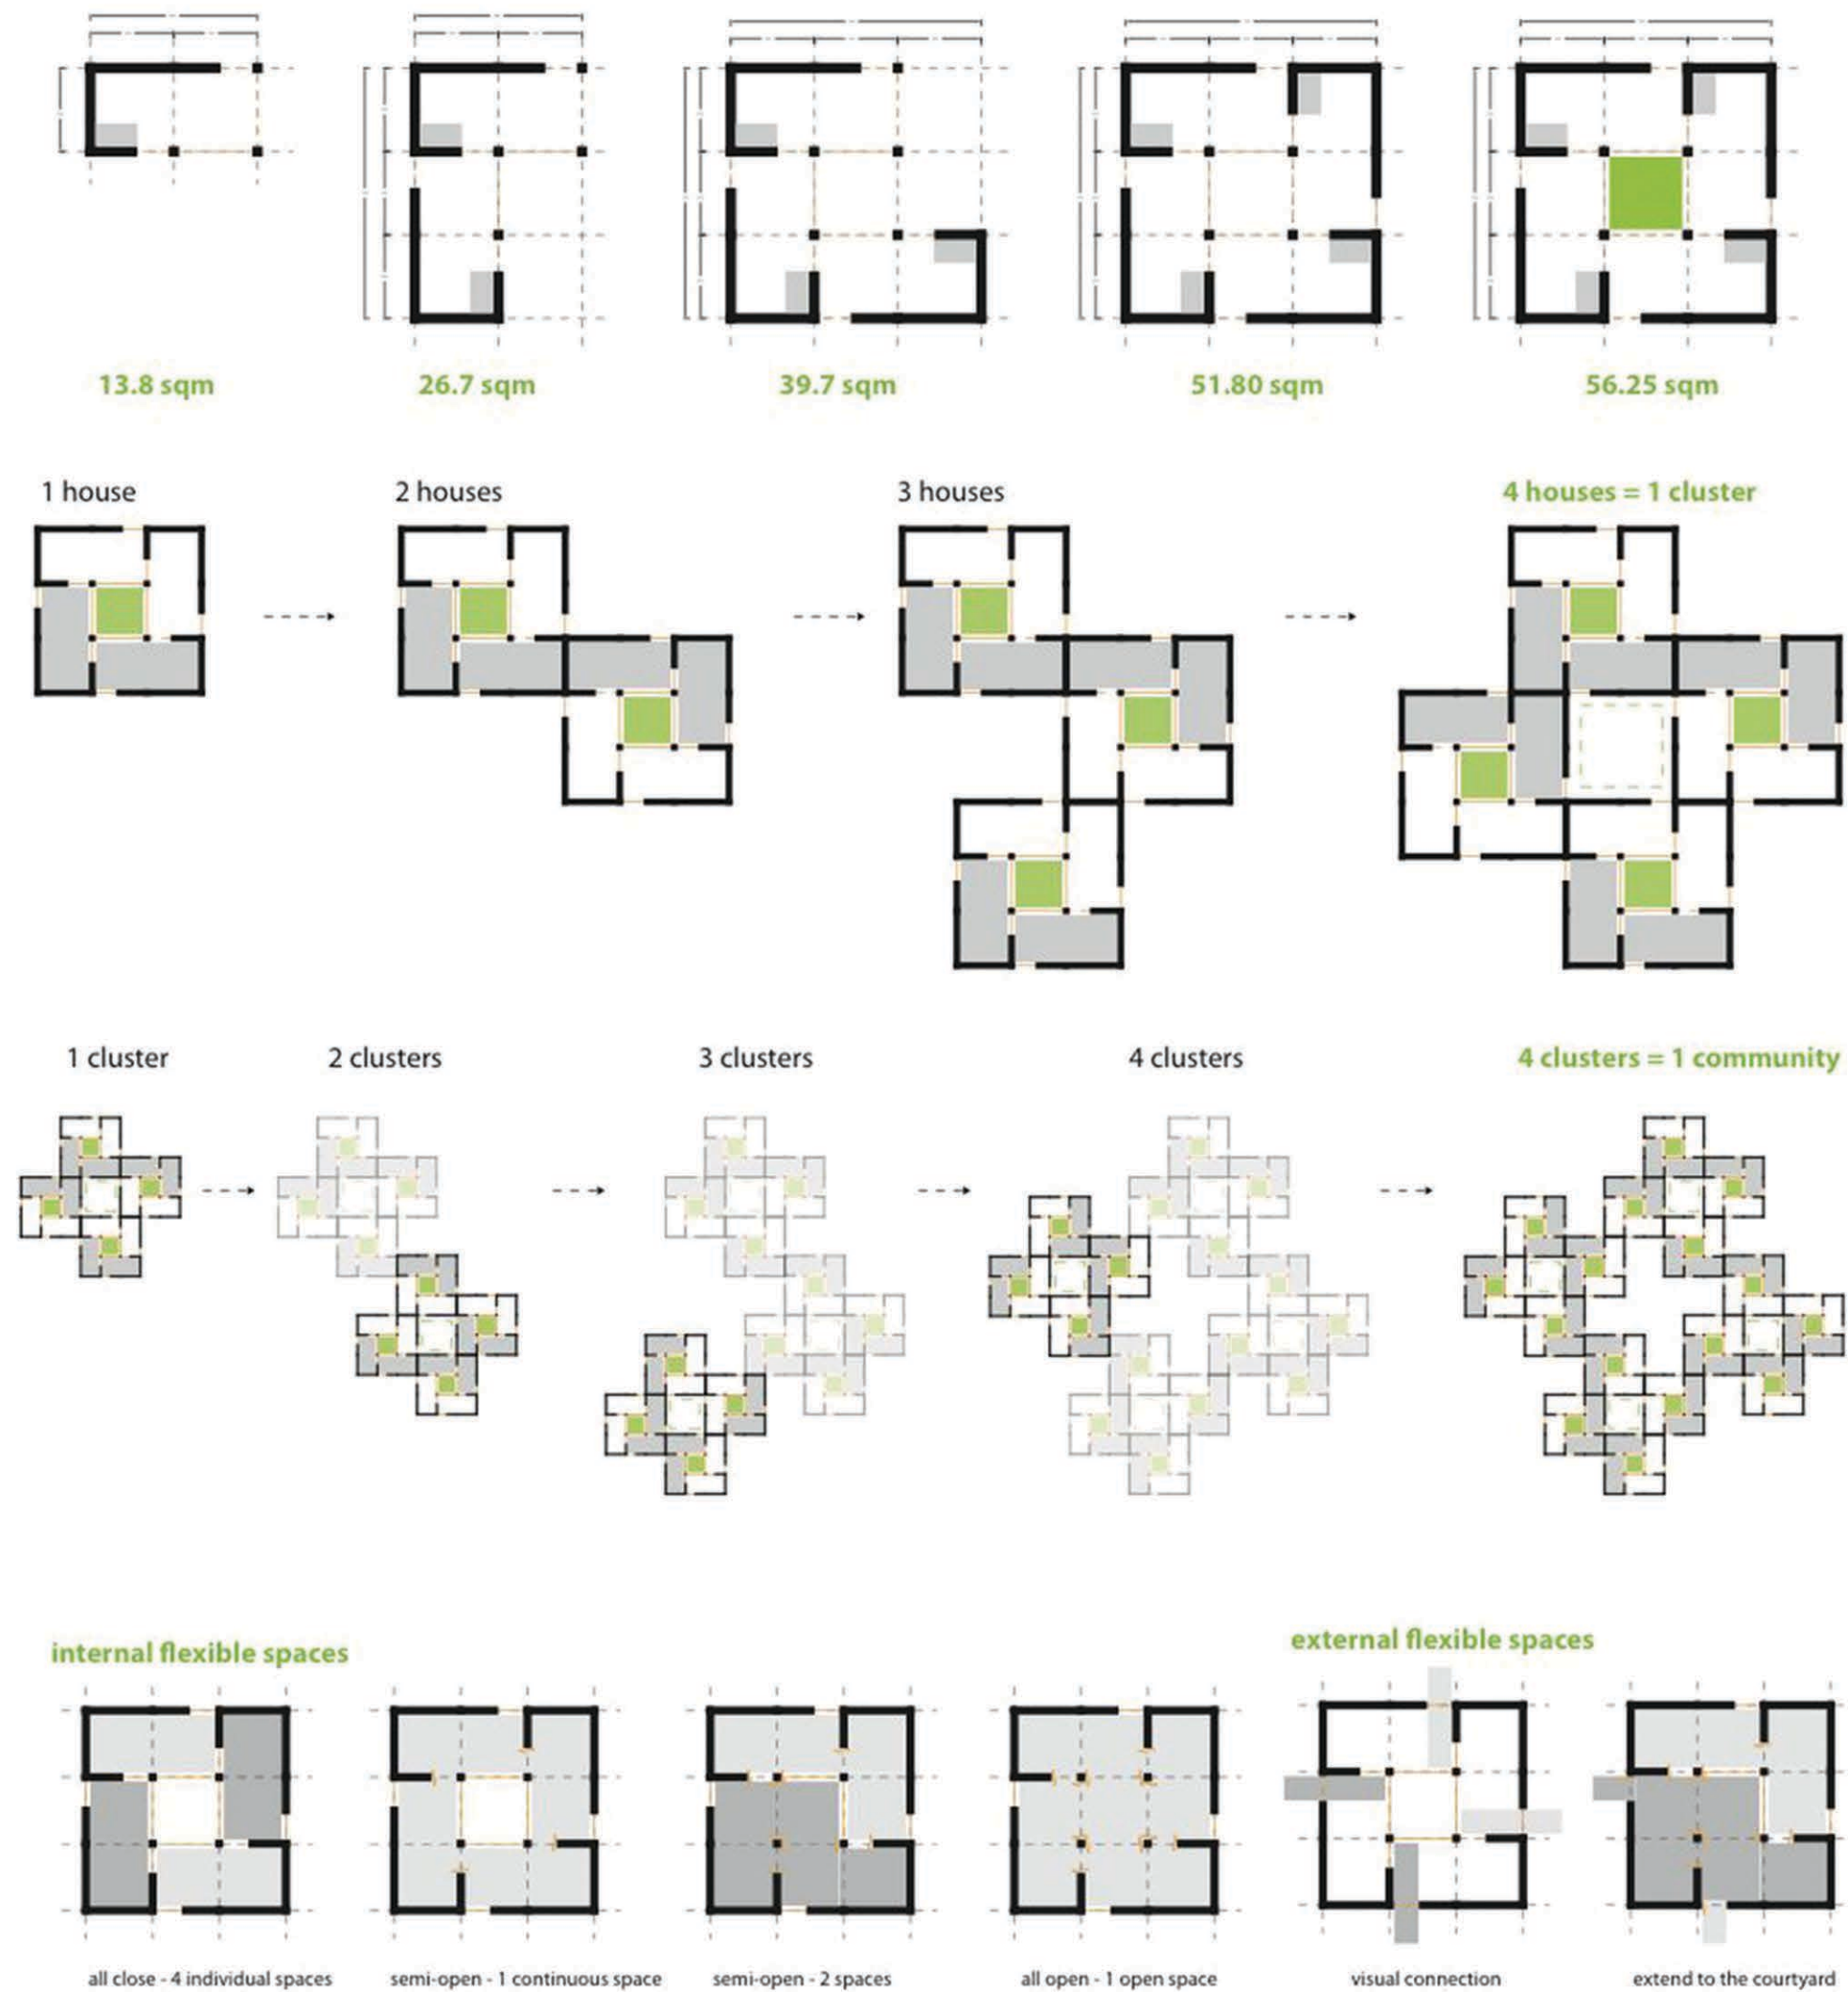 13.8 sqm
26.7 sqm
39.7 sqm
51.80 sqm
56.25 sqm
1 house
2 houses
3 houses
4 houses = 1 cluster
1 cluster
2 clusters
3 clusters
4 clusters
4 clusters = 1 community
internal flexible spaces
external flexible spaces
all close - 4 individual spaces
semi-open - 1 continuous space
semi-open - 2 spaces
all open - 1 open space
visual connection
extend to the courtyard